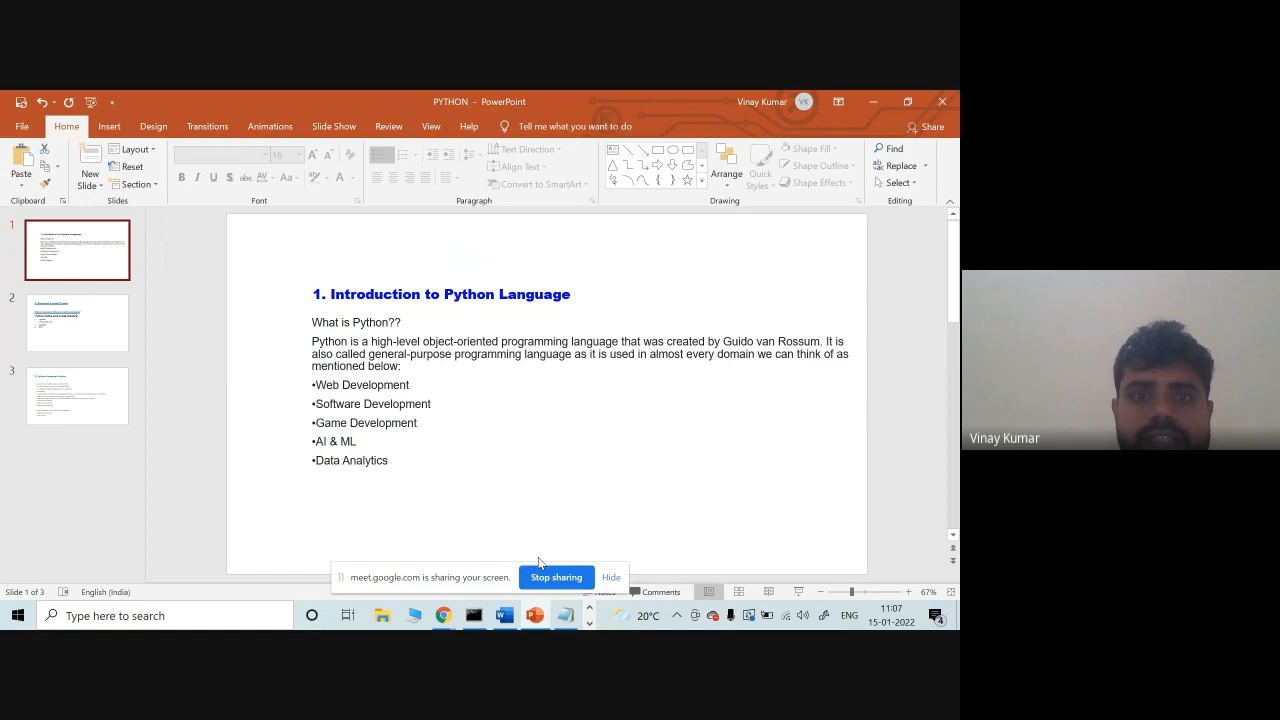 PYTHON - PowerPoint
Vinay Kumar VK
File Home Insert Design Transitions Animations Slide Show Review View Help Tell me what you want to do Share
Paste
Clipboard
New
Slide
Layout
Reset
Section
Slides
16
Font
Text Direction
Align Text
Convert to SmartArt
Paragraph
Arrange
Quick
Styles
Shape Fill
Shape Outline
Shape Effects
Drawing
Find
Replace
Select
Editing
1
2
3
1. Introduction to Python Language
What is Python??
Python is a high-level object-oriented programming language that was created by Guido van Rossum. It is
also called general-purpose programming language as it is used in almost every domain we can think of as
mentioned below:
•Web Development
•Software Development
•Game Development
•AI & ML
•Data Analytics
meet.google.com is sharing your screen. Stop sharing Hide
Slide 1 of 3 English (India) Notes Comments 67%
Type here to search
20°C ENG
11:07
15-01-2022
4
Vinay Kumar